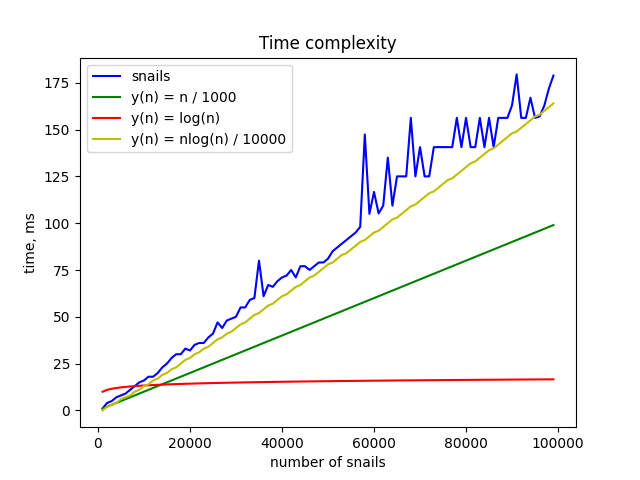 Time complexity
snails
y(n) = n / 1000
y(n) = log(n)
y(n) = nlog(n) / 10000
175
150
125
100
75
50
25
0
time, ms
0 20000 40000 60000 80000 100000
number of snails